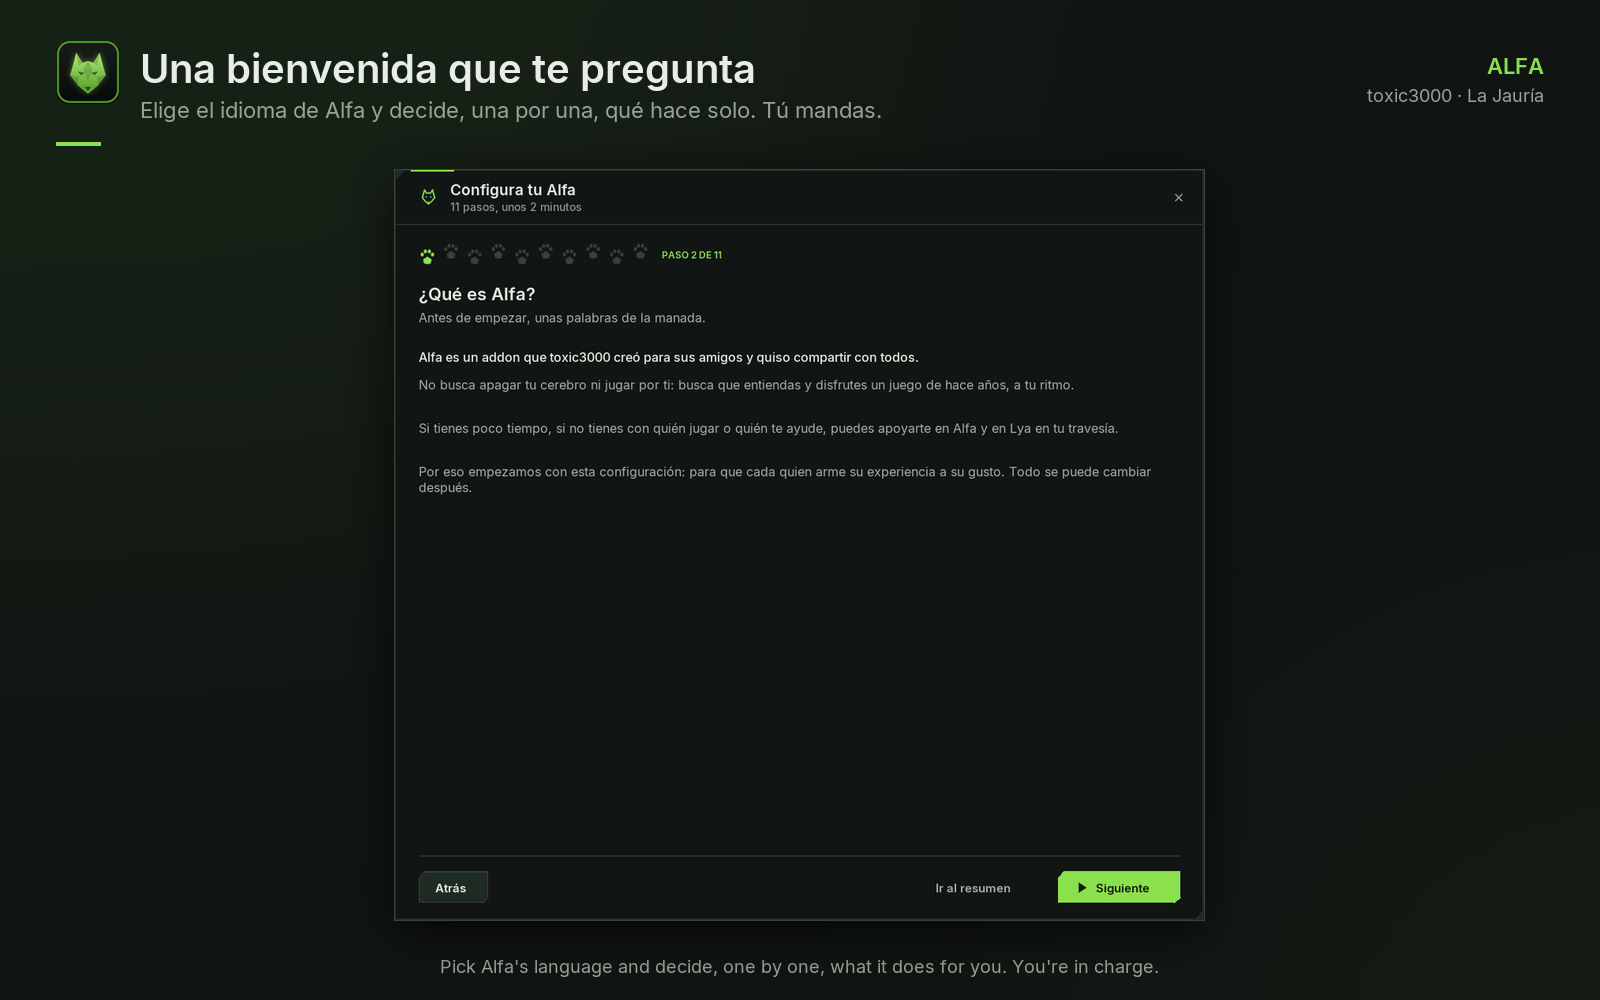 Una bienvenida que te pregunta
Elige el idioma de Alfa y decide, una por una, qué hace solo. Tú mandas.
ALFA
toxic3000 · La Jauría
Configura tu Alfa
11 pasos, unos 2 minutos
×
PASO 2 DE 11
¿Qué es Alfa?
Antes de empezar, unas palabras de la manada.
Alfa es un addon que toxic3000 creó para sus amigos y quiso compartir con todos.
No busca apagar tu cerebro ni jugar por ti: busca que entiendas y disfrutes un juego de hace años, a tu ritmo.
Si tienes poco tiempo, si no tienes con quién jugar o quién te ayude, puedes apoyarte en Alfa y en Lya en tu travesía.
Por eso empezamos con esta configuración: para que cada quien arme su experiencia a su gusto. Todo se puede cambiar
después.
Atrás
Ir al resumen
Siguiente
Pick Alfa's language and decide, one by one, what it does for you. You're in charge.